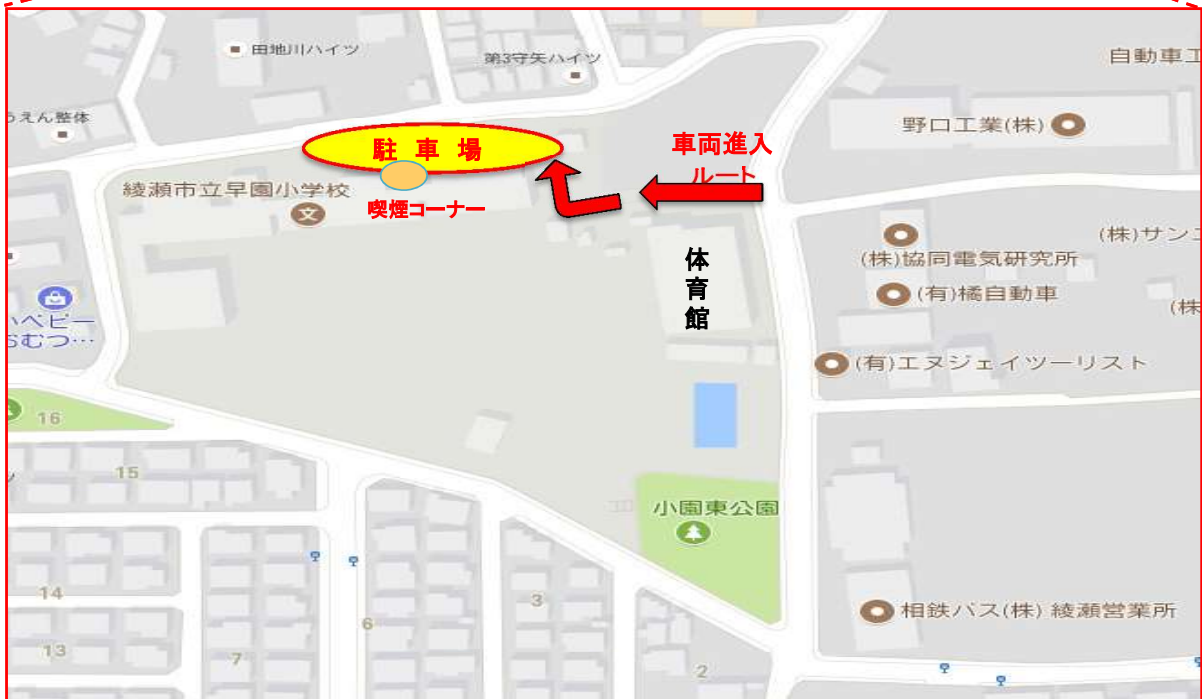 田地川ハイツ
第3守矢ハイツ
自動車工
うえん整体
野口工業(株)
駐車場
車両進入
ルート
綾瀬市立早園小学校
文
喫煙コーナー
体
育
館
(株)サンエ
(株)協同電気研究所
(有)橘自動車
(株
ハベビー
おむつ…
(有)エヌジェイツーリスト
16
15
小園東公園
14
3
6
相鉄バス(株) 綾瀬営業所
13
7
2